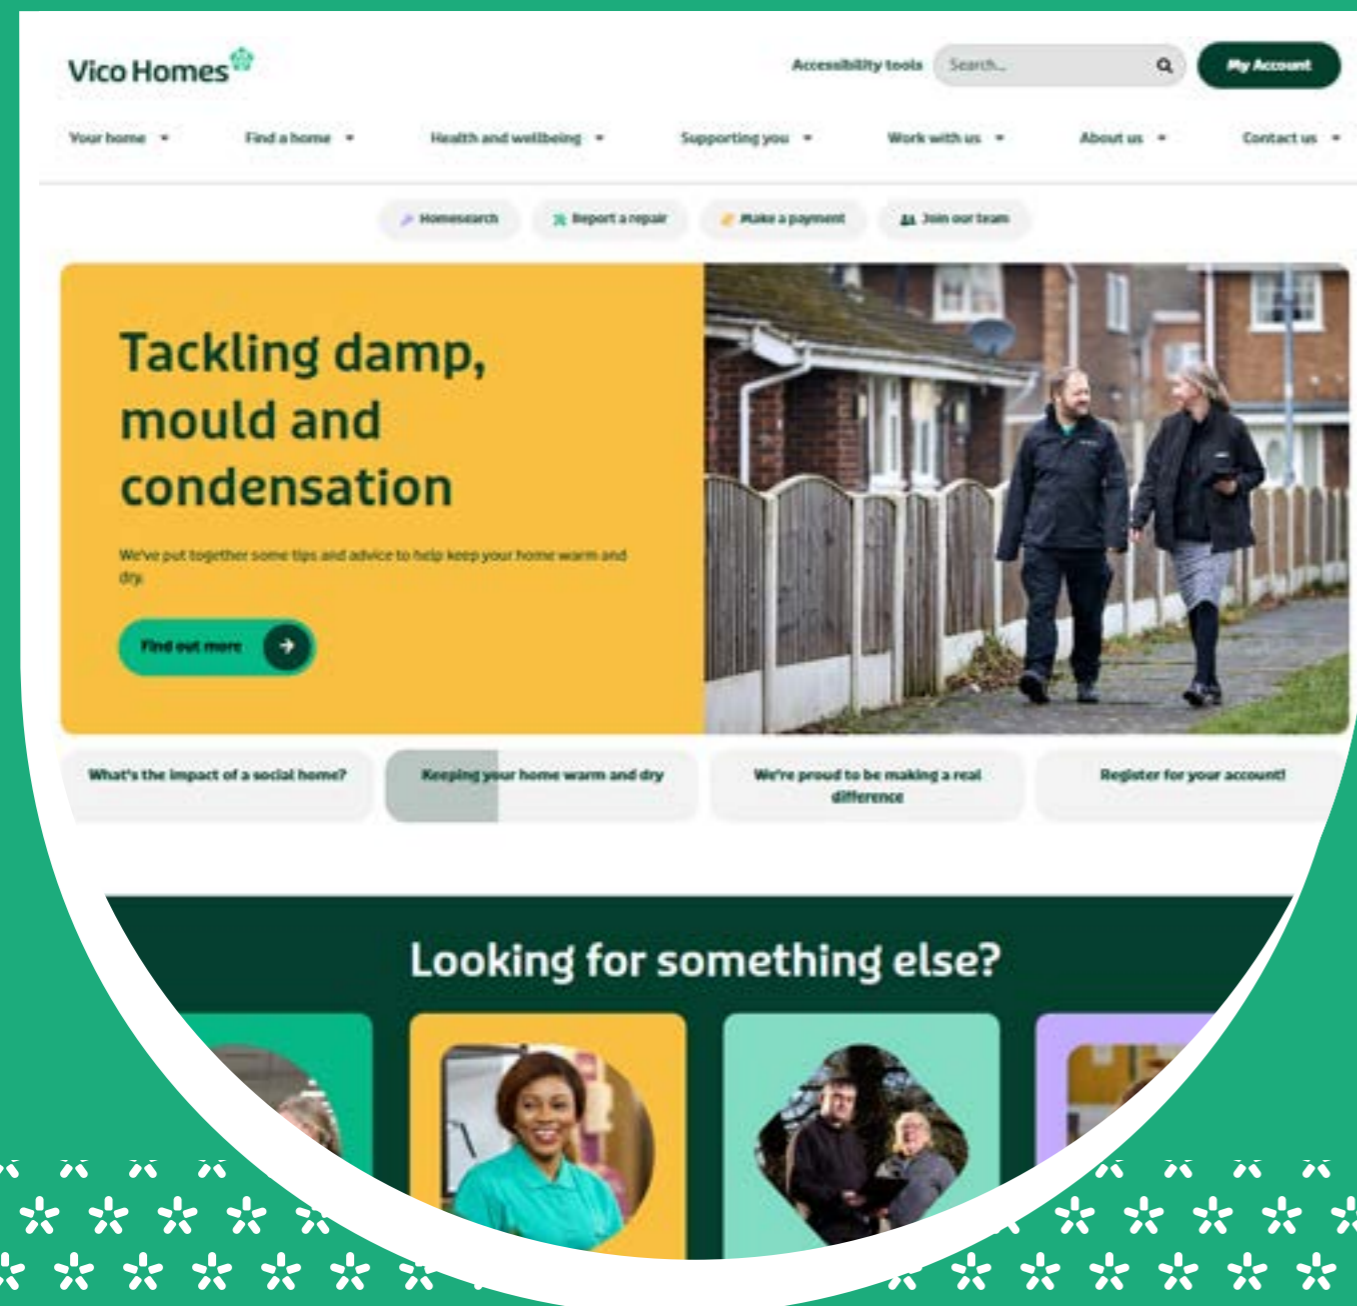 Vico Homes
Accessibility tools
Search...
My Account
Your home
Find a home
Health and wellbeing
Supporting you
Work with us
About us
Contact us
Homesearch
Report a repair
Make a payment
Join our team
Tackling damp,
mould and
condensation
We've put together some tips and advice to help keep your home warm and
dry.
Find out more
What's the impact of a social home?
Keeping your home warm and dry
We're proud to be making a real
difference
Register for your account!
Looking for something else?